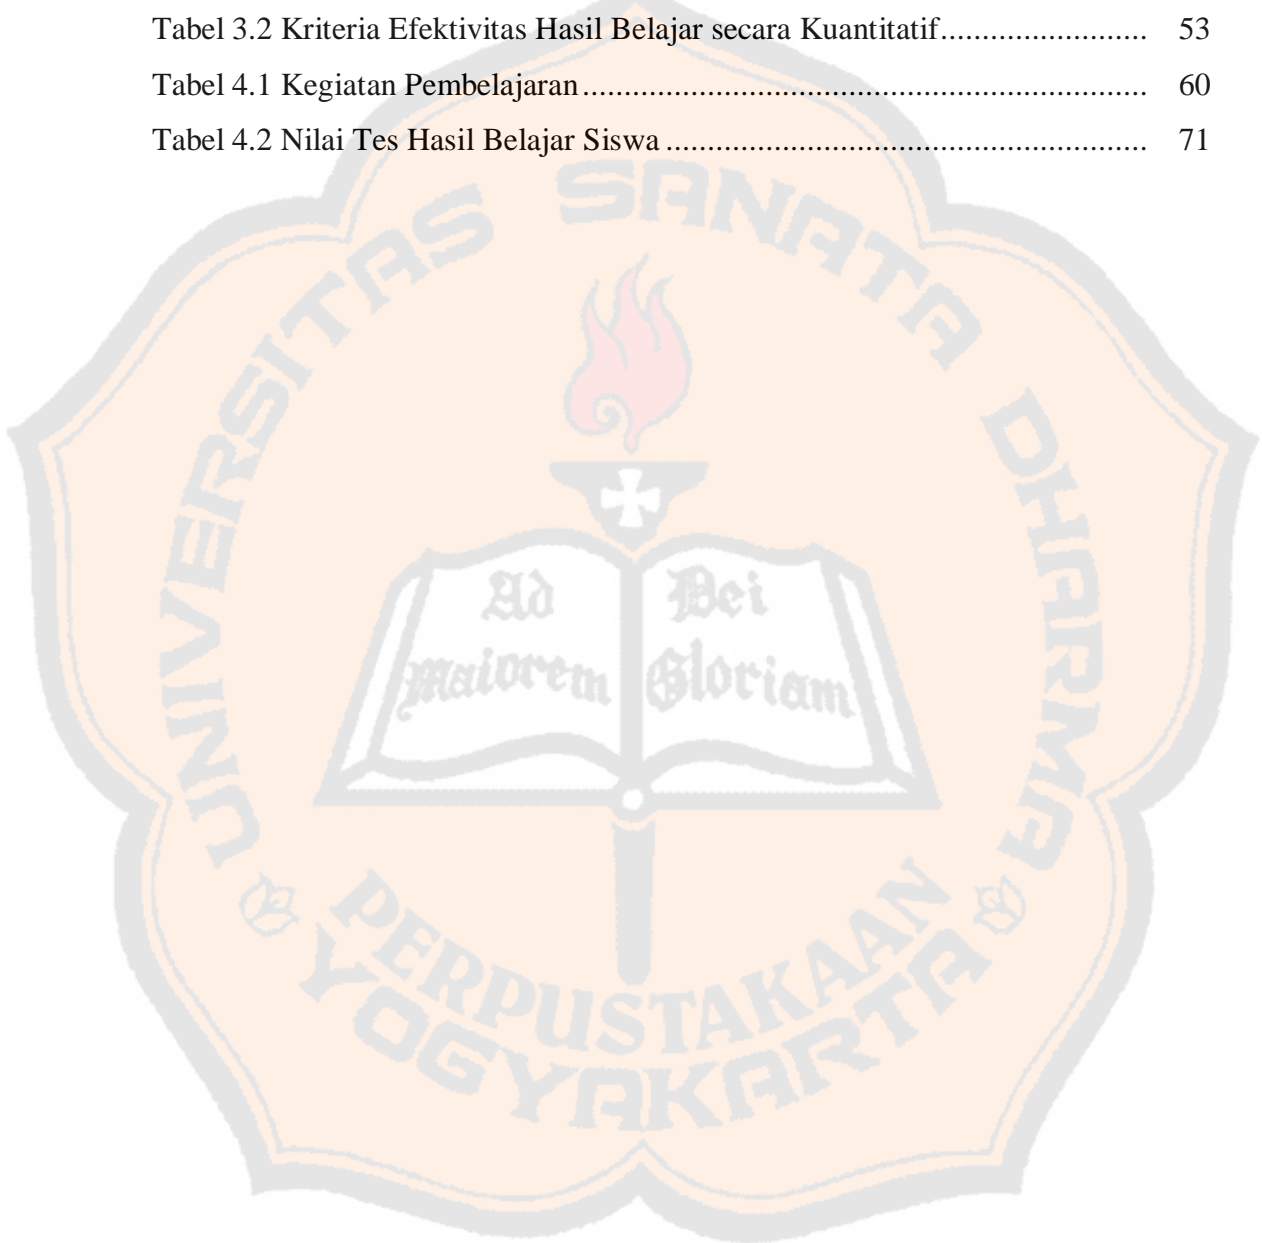 Tabel 3.2 Kriteria Efektivitas Hasil Belajar secara Kuantitatif........................ 53
Tabel 4.1 Kegiatan Pembelajaran................................................................... 60
Tabel 4.2 Nilai Tes Hasil Belajar Siswa......................................................... 71
UNIVERSITAS SANATA DHARMA
Ad Dei
maiorem Gloriam
PERPUSTAKAAN
YOGYAKARTA